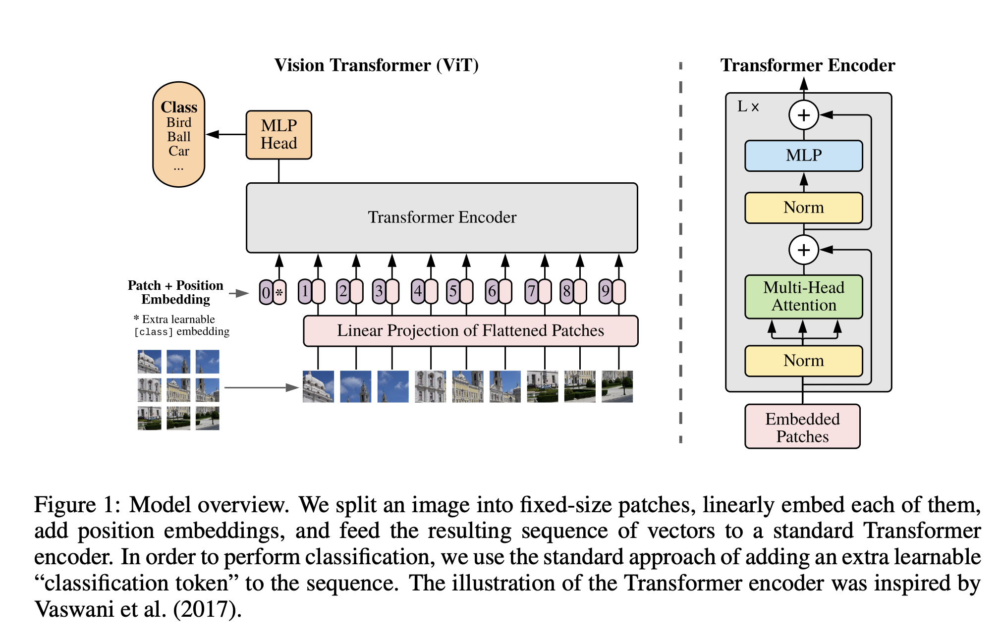 Vision Transformer (ViT)
Class
Bird
Ball
Car
...
MLP
Head
Transformer Encoder
Patch + Position
Embedding
* Extra learnable
[class] embedding
0 * 1 2 3 4 5 6 7 8 9
Linear Projection of Flattened Patches
Transformer Encoder
L ×
+
MLP
Norm
+
Multi-Head
Attention
Norm
Embedded
Patches
Figure 1: Model overview. We split an image into fixed-size patches, linearly embed each of them,
add position embeddings, and feed the resulting sequence of vectors to a standard Transformer
encoder. In order to perform classification, we use the standard approach of adding an extra learnable
“classification token” to the sequence. The illustration of the Transformer encoder was inspired by
Vaswani et al. (2017).